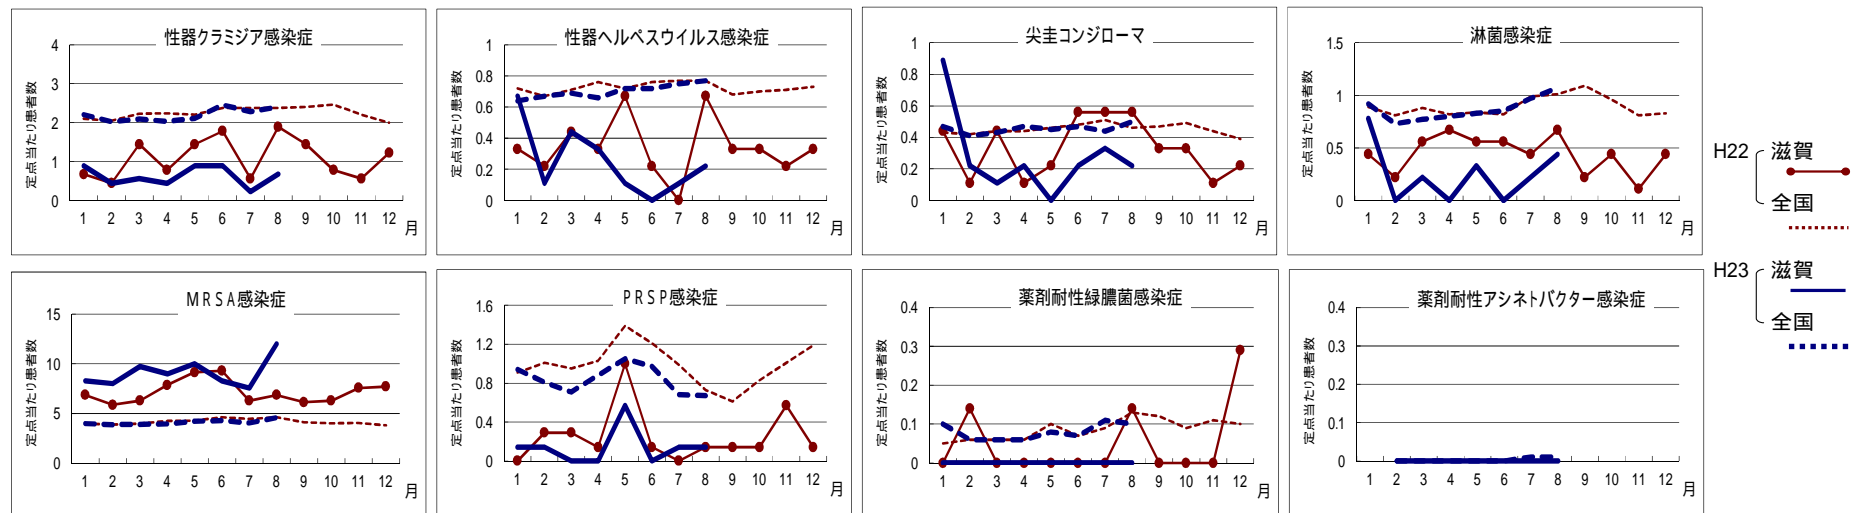 性器クラミジア感染症
定点当たり患者数
4
3
2
1
0
1 2 3 4 5 6 7 8 9 10 11 12
月
性器ヘルペスウイルス感染症
定点当たり患者数
1
0.8
0.6
0.4
0.2
0
1 2 3 4 5 6 7 8 9 10 11 12
月
尖圭コンジローマ
定点当たり患者数
1
0.8
0.6
0.4
0.2
0
1 2 3 4 5 6 7 8 9 10 11 12
月
淋菌感染症
定点当たり患者数
1.5
1
0.5
0
1 2 3 4 5 6 7 8 9 10 11 12
月
H22 滋賀
全国
H23 滋賀
全国
MRSA感染症
定点当たり患者数
15
10
5
0
1 2 3 4 5 6 7 8 9 10 11 12
月
PRSP感染症
定点当たり患者数
1.6
1.2
0.8
0.4
0
1 2 3 4 5 6 7 8 9 10 11 12
月
薬剤耐性緑膿菌感染症
定点当たり患者数
0.4
0.3
0.2
0.1
0
1 2 3 4 5 6 7 8 9 10 11 12
月
薬剤耐性アシネトバクター感染症
定点当たり患者数
0.4
0.3
0.2
0.1
0
1 2 3 4 5 6 7 8 9 10 11 12
月